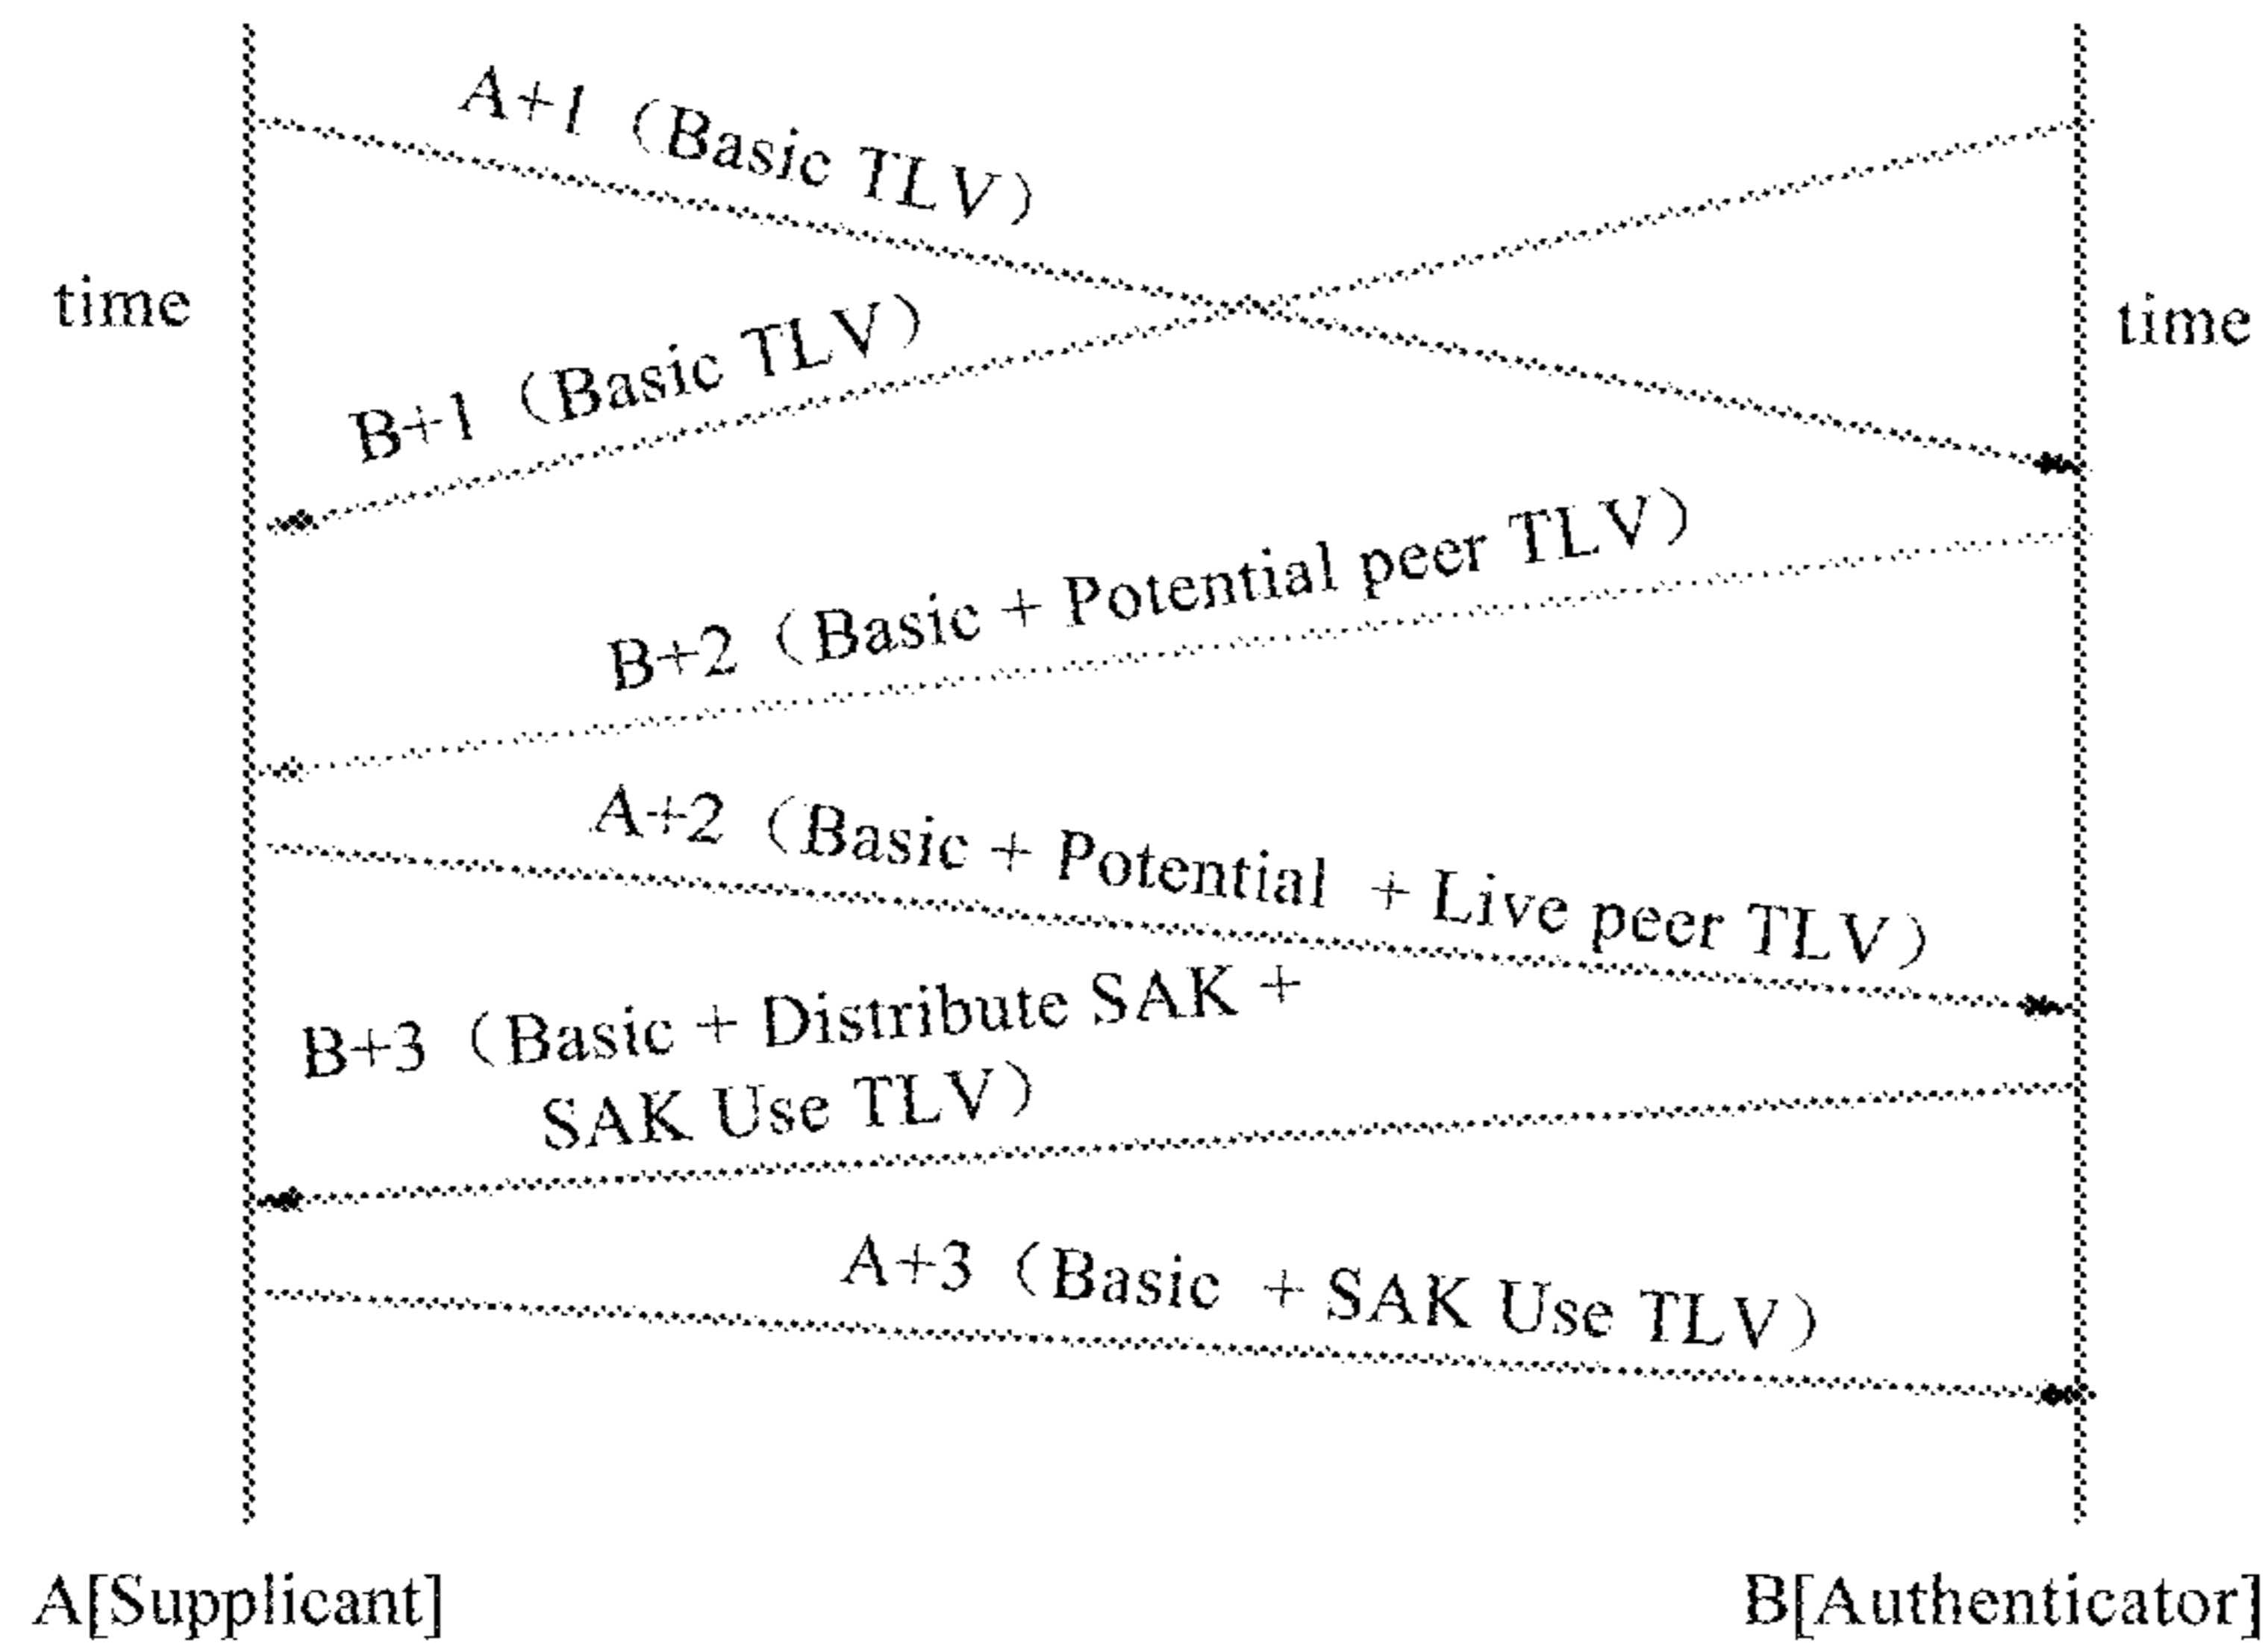 A+1（Basic TLV）
time
time
B+1（Basic TLV）
B+2（Basic + Potential peer TLV）
A+2（Basic + Potential + Live peer TLV）
B+3（Basic + Distribute SAK +
SAK Use TLV）
A+3（Basic + SAK Use TLV）
A[Supplicant]
B[Authenticator]